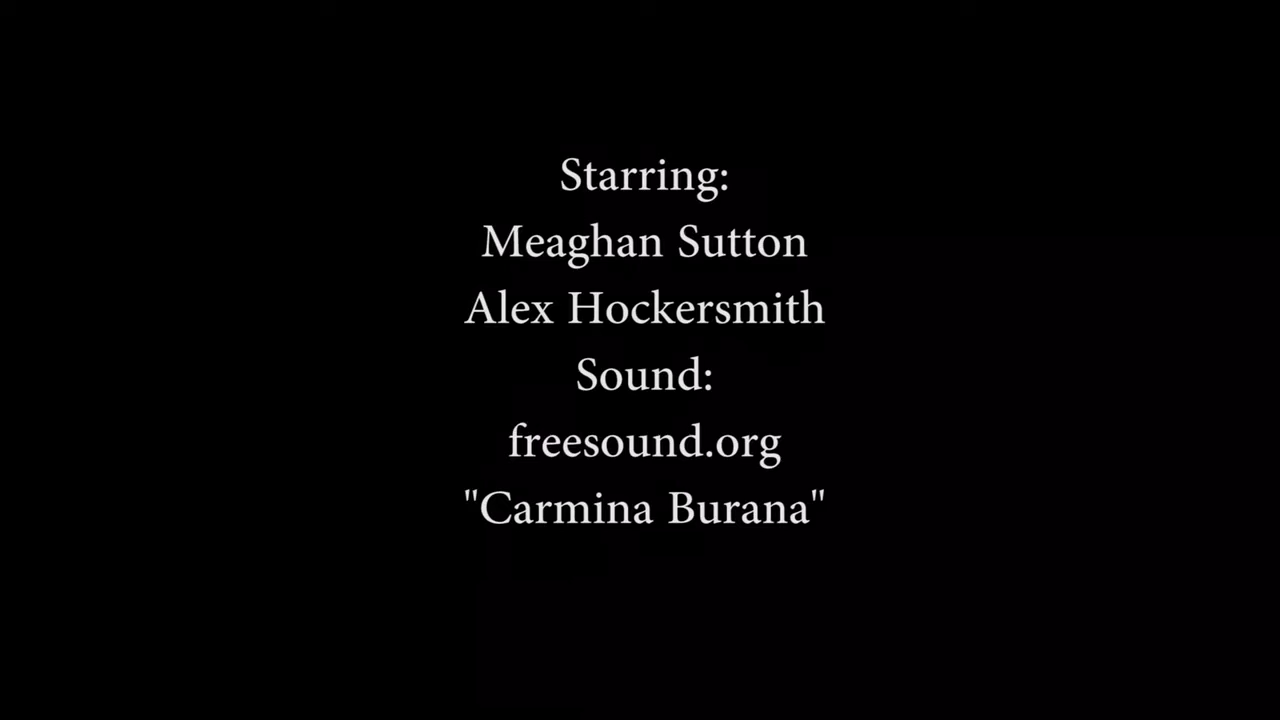 Starring:
Meaghan Sutton
Alex Hockersmith
Sound:
freesound.org
"Carmina Burana"